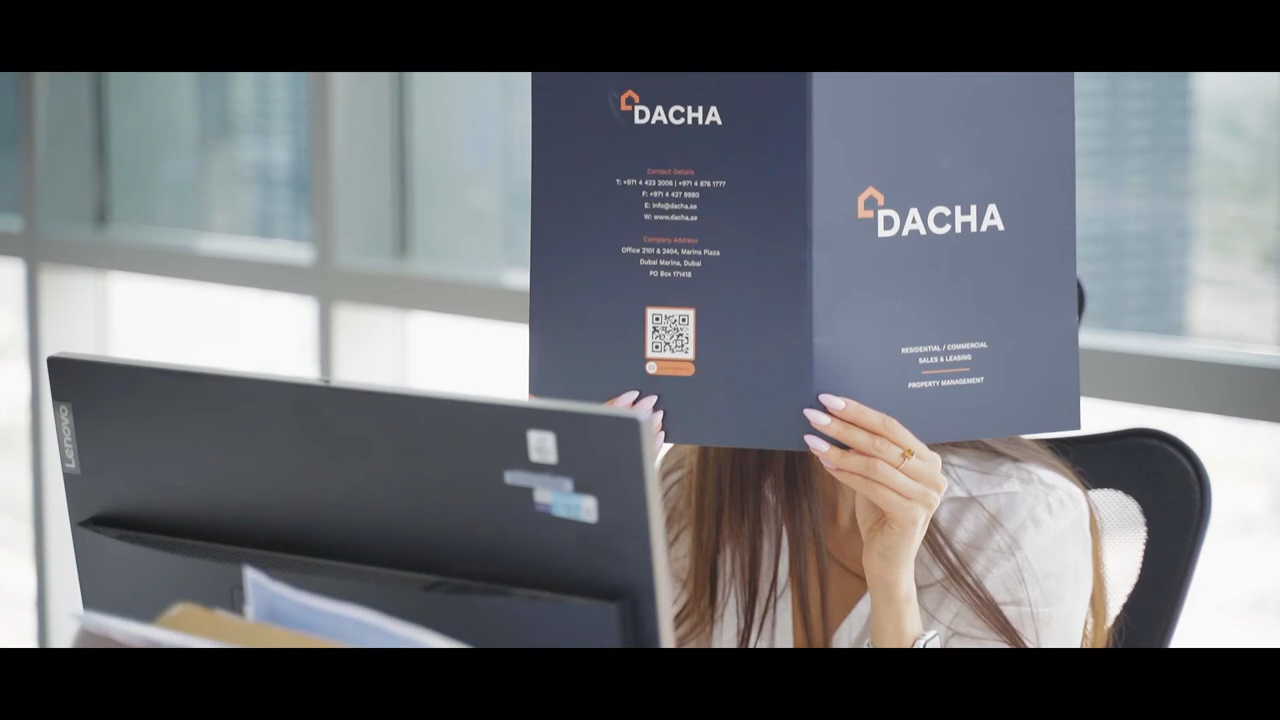 DACHA
Contact Details
T: +971 4 423 2006 | +971 4 876 1777
F: +971 4 427 9980
E: info@dacha.ae
W: www.dacha.ae
Company Address
Office 2101 & 2404, Marina Plaza
Dubai Marina, Dubai
PO Box 171418
DACHA
RESIDENTIAL / COMMERCIAL
SALES & LEASING
PROPERTY MANAGEMENT
Lenovo